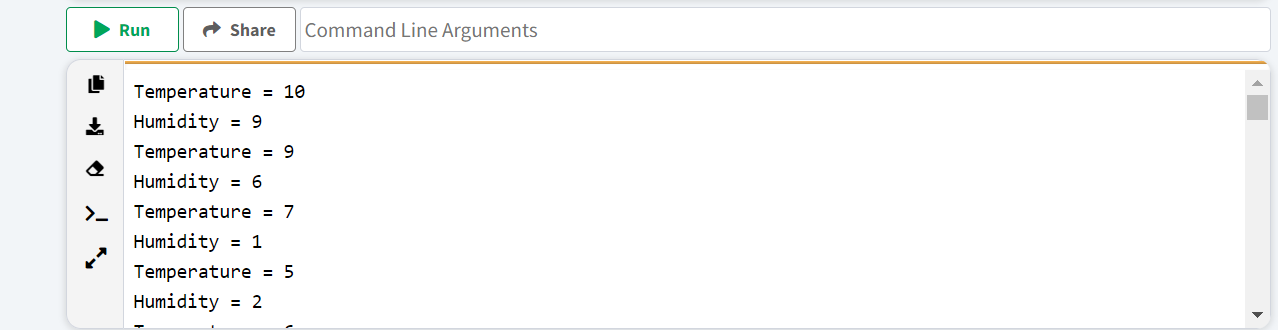 Run Share Command Line Arguments
Temperature = 10
Humidity = 9
Temperature = 9
Humidity = 6
Temperature = 7
Humidity = 1
Temperature = 5
Humidity = 2